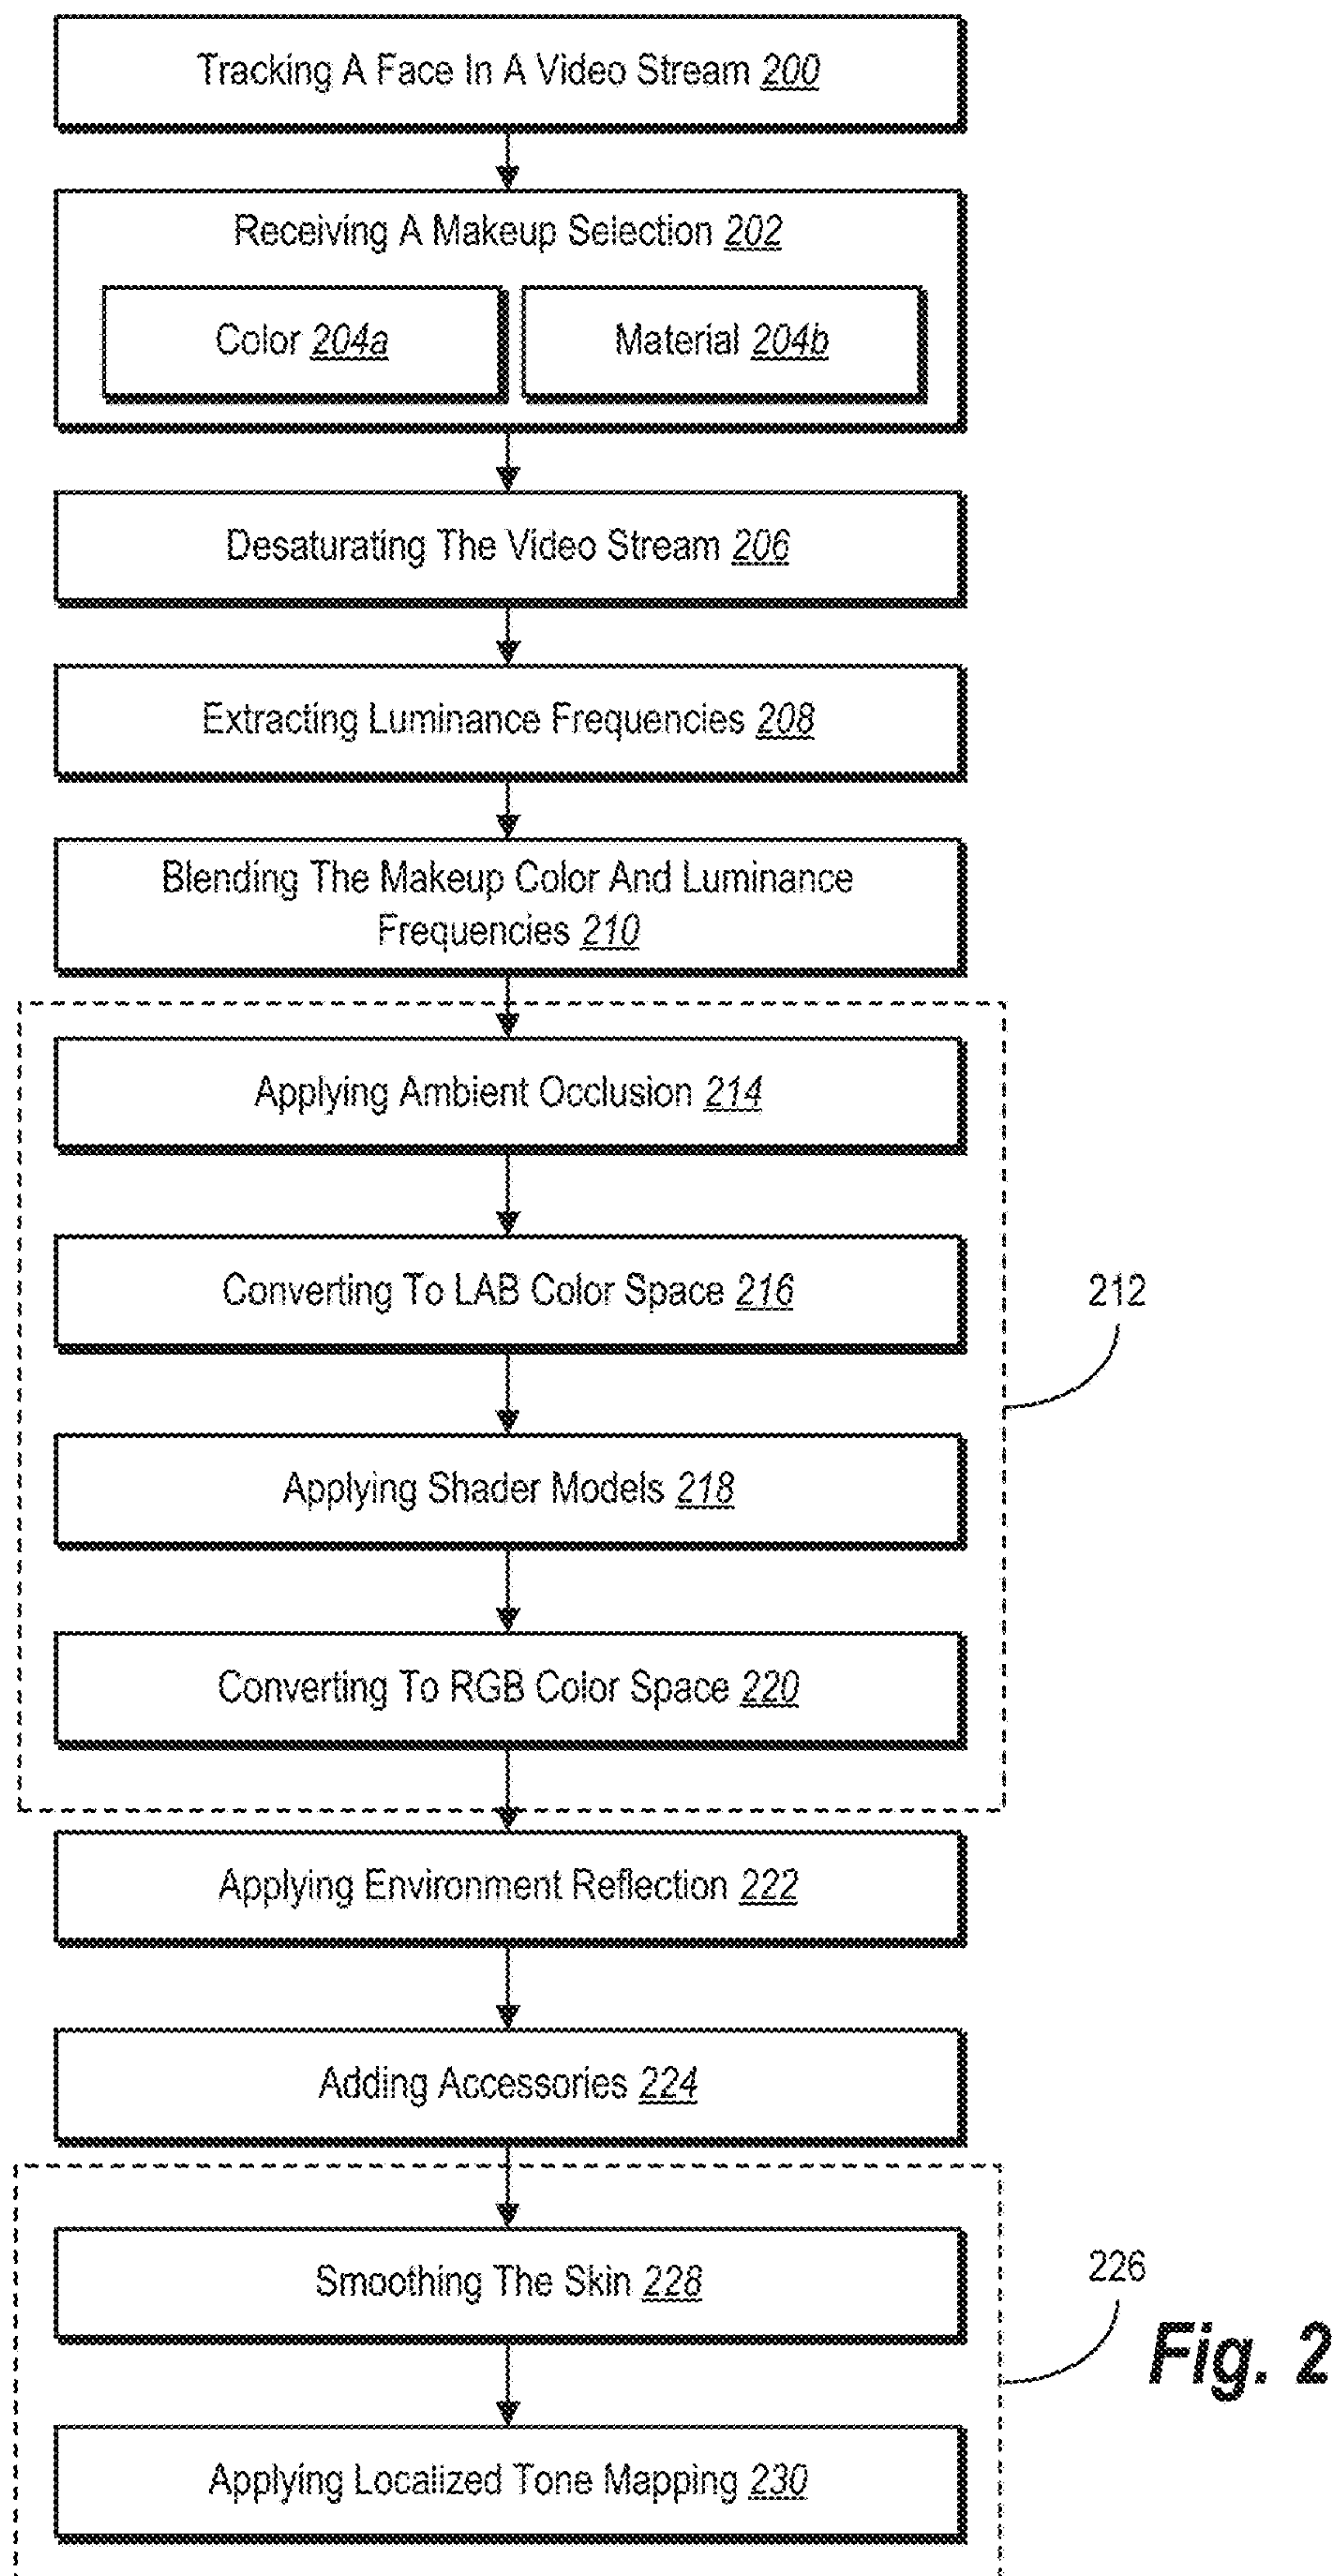 Tracking A Face In A Video Stream 200
Receiving A Makeup Selection 202
Color 204a
Material 204b
Desaturating The Video Stream 206
Extracting Luminance Frequencies 208
Blending The Makeup Color And Luminance
Frequencies 210
Applying Ambient Occlusion 214
Converting To LAB Color Space 216
212
Applying Shader Models 218
Converting To RGB Color Space 220
Applying Environment Reflection 222
Adding Accessories 224
Smoothing The Skin 228
226
Fig. 2
Applying Localized Tone Mapping 230